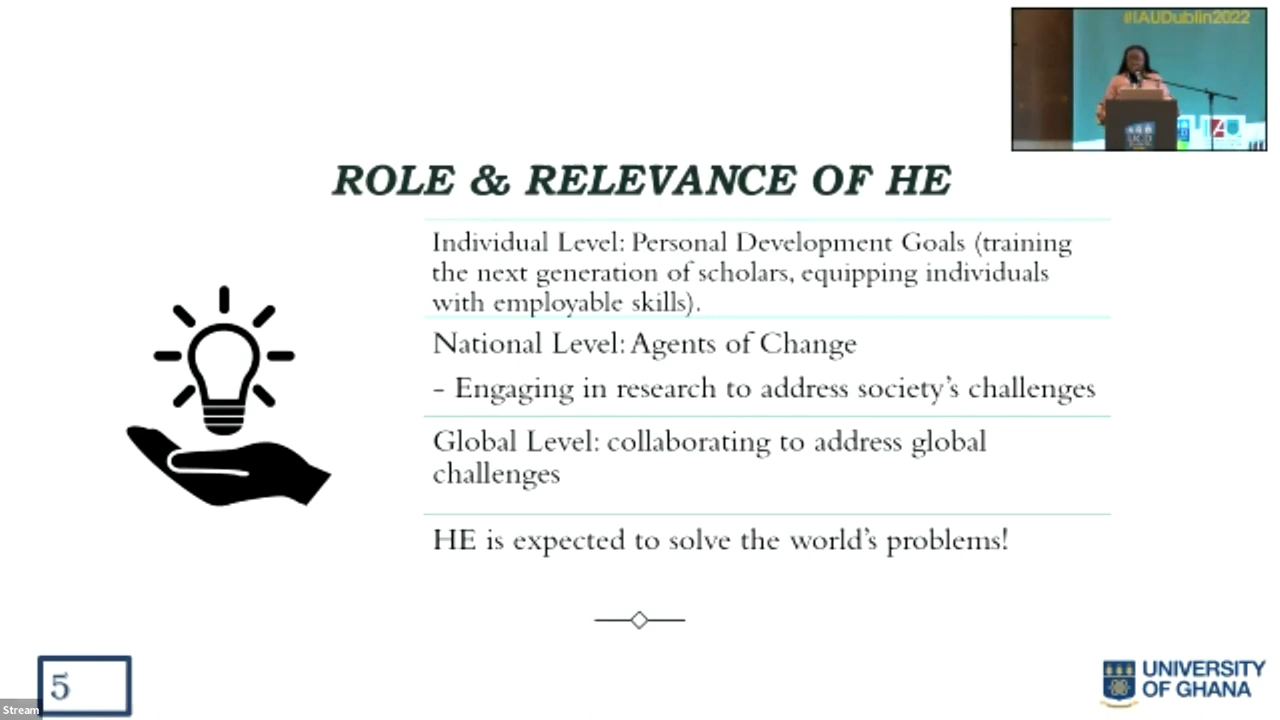 #IAUDublin2022
ROLE & RELEVANCE OF HE
Individual Level: Personal Development Goals (training
the next generation of scholars, equipping individuals
with employable skills).
National Level: Agents of Change
- Engaging in research to address society’s challenges
Global Level: collaborating to address global
challenges
HE is expected to solve the world’s problems!
5
Stream
UNIVERSITY
OF GHANA